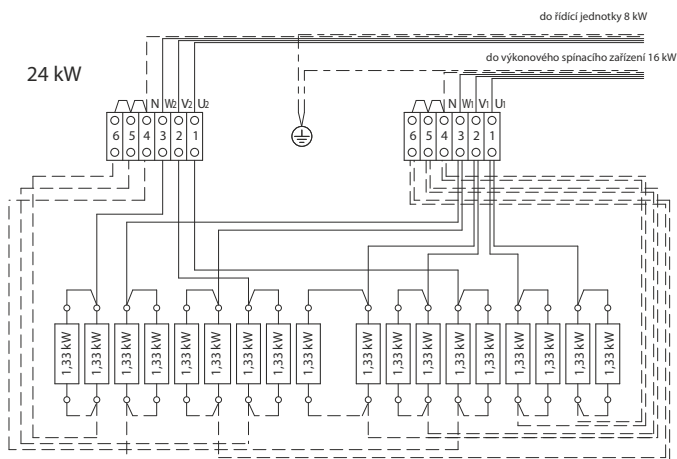 do řídící jednotky 8 kW
do výkonového spínacího zařízení 16 kW
24 kW
N W2 V2 U2
6 5 4 3 2 1
N W1 V1 U1
6 5 4 3 2 1
1,33 kW 1,33 kW 1,33 kW 1,33 kW 1,33 kW 1,33 kW 1,33 kW 1,33 kW 1,33 kW 1,33 kW 1,33 kW 1,33 kW 1,33 kW 1,33 kW 1,33 kW 1,33 kW 1,33 kW 1,33 kW